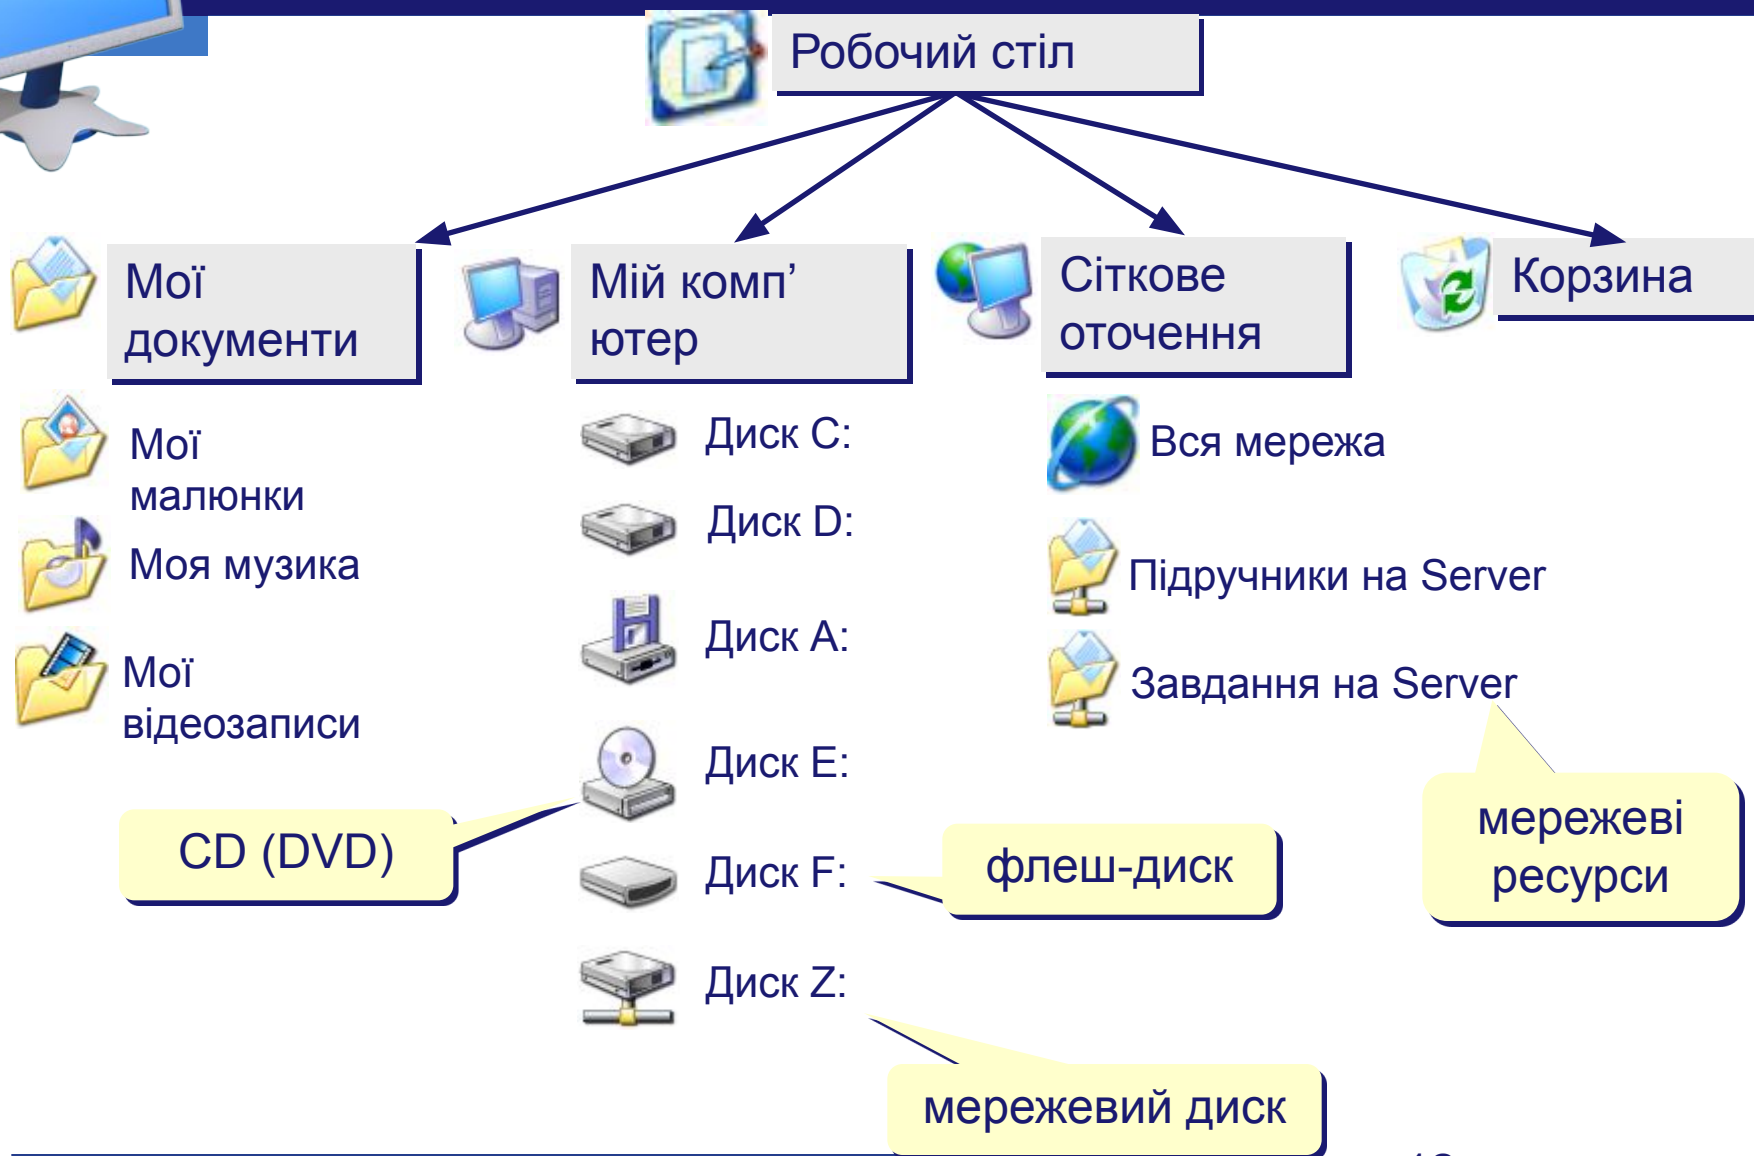 Робочий стіл
Мої
документи
Мій комп’
ютер
Сіткове
оточення
Корзина
Мої
малюнки
Моя музика
Мої
відеозаписи
Диск C:
Диск D:
Диск A:
Диск E:
Диск F:
Диск Z:
Вся мережа
Підручники на Server
Завдання на Server
CD (DVD)
флеш-диск
мережеві
ресурси
мережевий диск